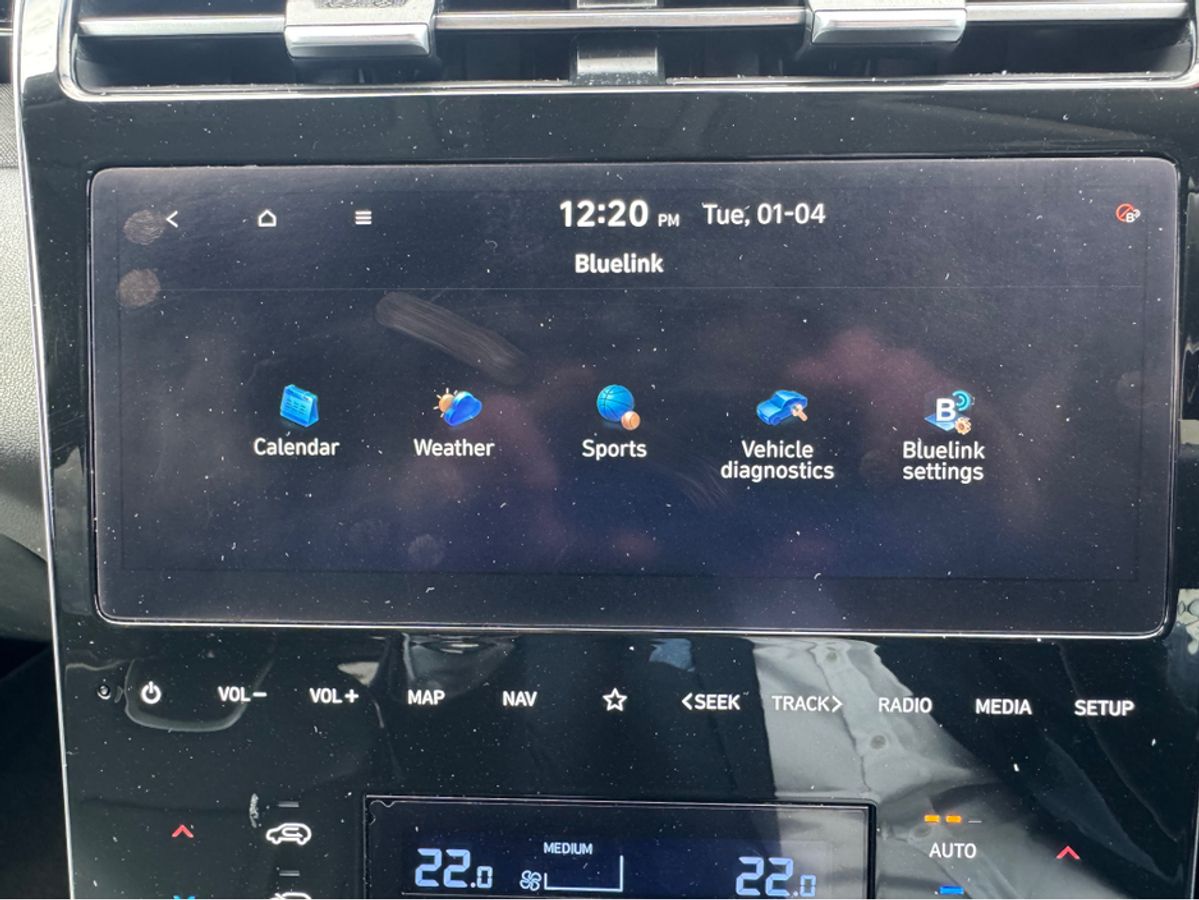 12:20 PM Tue, 01-04
Bluelink
Calendar
Weather
Sports
Vehicle
diagnostics
B
Bluelink
settings
VOL−
VOL+
MAP
NAV
<SEEK
TRACK>
RADIO
MEDIA
SETUP
22.0
MEDIUM
22.0
AUTO